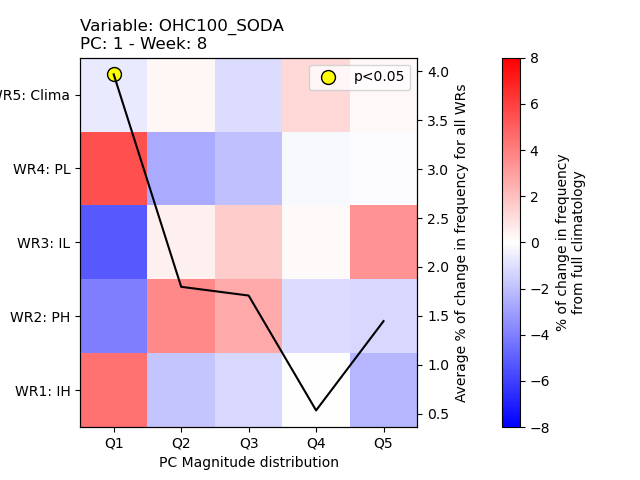 Variable: OHC100_SODA
PC: 1 - Week: 8
p<0.05
WR5: Clima
WR4: PL
WR3: IL
WR2: PH
WR1: IH
Q1 Q2 Q3 Q4 Q5
PC Magnitude distribution
4.0
3.5
3.0
2.5
2.0
1.5
1.0
0.5
Average % of change in frequency for all WRs
8
6
4
2
0
−2
−4
−6
−8
% of change in frequency
from full climatology